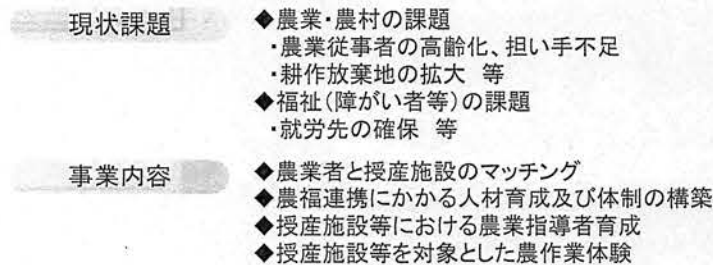 現状課題
◆農業・農村の課題
・農業従事者の高齢化、担い手不足
・耕作放棄地の拡大　等
◆福祉(障がい者等)の課題
・就労先の確保　等
事業内容
◆農業者と授産施設のマッチング
◆農福連携にかかる人材育成及び体制の構築
◆授産施設等における農業指導者育成
◆授産施設等を対象とした農作業体験